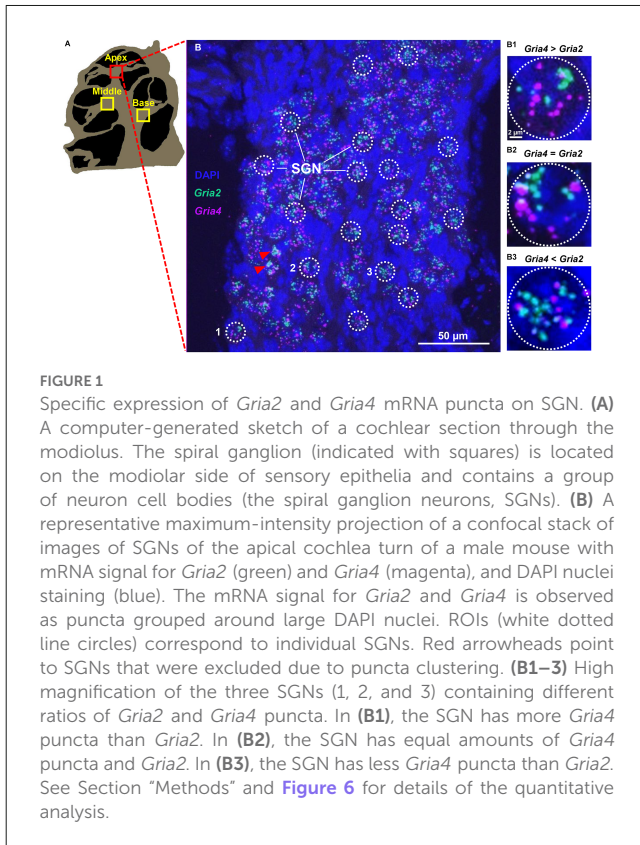 A
Apex
Middle
Base
B
SGN
DAPI
Gria2
Gria4
2
3
1
50 µm
B1
Gria4 > Gria2
2 µm
B2
Gria4 = Gria2
B3
Gria4 < Gria2
FIGURE 1
Specific expression of Gria2 and Gria4 mRNA puncta on SGN. (A)
A computer-generated sketch of a cochlear section through the
modiolus. The spiral ganglion (indicated with squares) is located
on the modiolar side of sensory epithelia and contains a group
of neuron cell bodies (the spiral ganglion neurons, SGNs). (B) A
representative maximum-intensity projection of a confocal stack of
images of SGNs of the apical cochlea turn of a male mouse with
mRNA signal for Gria2 (green) and Gria4 (magenta), and DAPI nuclei
staining (blue). The mRNA signal for Gria2 and Gria4 is observed
as puncta grouped around large DAPI nuclei. ROIs (white dotted
line circles) correspond to individual SGNs. Red arrowheads point
to SGNs that were excluded due to puncta clustering. (B1–3) High
magnification of the three SGNs (1, 2, and 3) containing different
ratios of Gria2 and Gria4 puncta. In (B1), the SGN has more Gria4
puncta than Gria2. In (B2), the SGN has equal amounts of Gria4
puncta and Gria2. In (B3), the SGN has less Gria4 puncta than Gria2.
See Section “Methods” and Figure 6 for details of the quantitative
analysis.